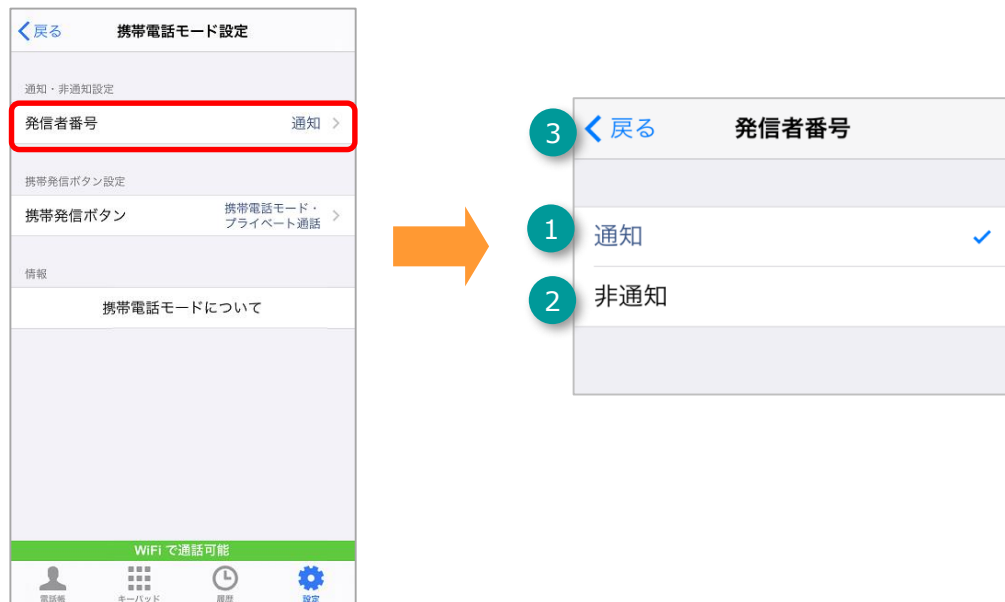 戻る 携帯電話モード設定
通知・非通知設定
発信者番号 通知
携帯発信ボタン設定
携帯発信ボタン 携帯電話モード・
プライベート通話
情報
携帯電話モードについて
WiFi で通話可能
電話帳 キーパッド 履歴 設定
3 戻る 発信者番号
1 通知
2 非通知